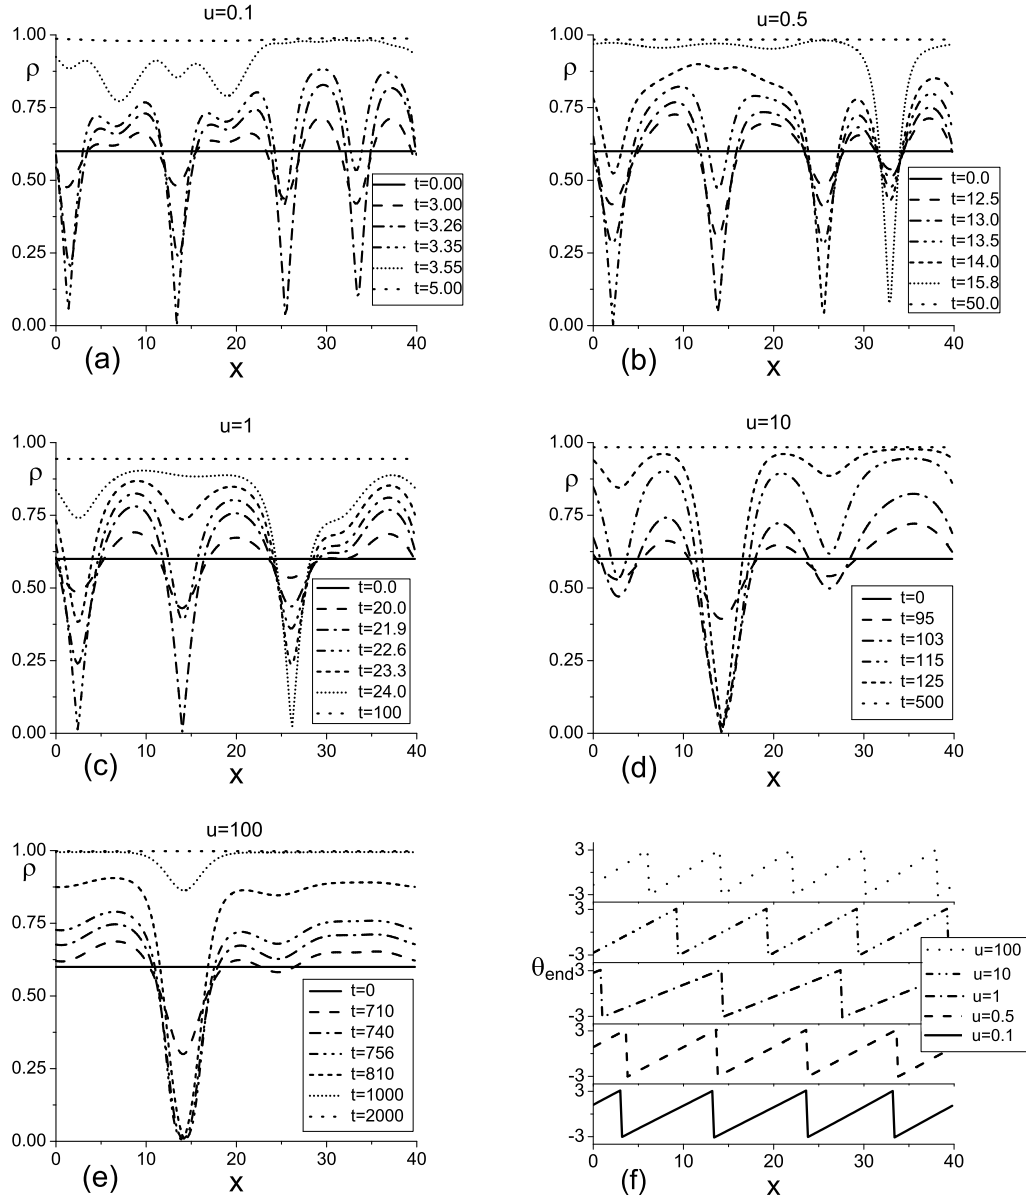 u=0.1
1.00
0.75
0.50
0.25
0.00
ρ
t=0.00
t=3.00
t=3.26
t=3.35
t=3.55
t=5.00
0 10 20 30 40
(a) x
u=0.5
1.00
0.75
0.50
0.25
0.00
ρ
t=0.0
t=12.5
t=13.0
t=13.5
t=14.0
t=15.8
t=50.0
0 10 20 30 40
(b) x
u=1
1.00
0.75
0.50
0.25
0.00
ρ
t=0.0
t=20.0
t=21.9
t=22.6
t=23.3
t=24.0
t=100
0 10 20 30 40
(c) x
u=10
1.00
0.75
0.50
0.25
0.00
ρ
t=0
t=95
t=103
t=115
t=125
t=500
0 10 20 30 40
(d) x
u=100
1.00
0.75
0.50
0.25
0.00
ρ
t=0
t=710
t=740
t=756
t=810
t=1000
t=2000
0 10 20 30 40
(e) x
3
-3
3
-3
3
-3
3
-3
3
-3
θend
u=100
u=10
u=1
u=0.5
u=0.1
0 10 20 30 40
(f) x